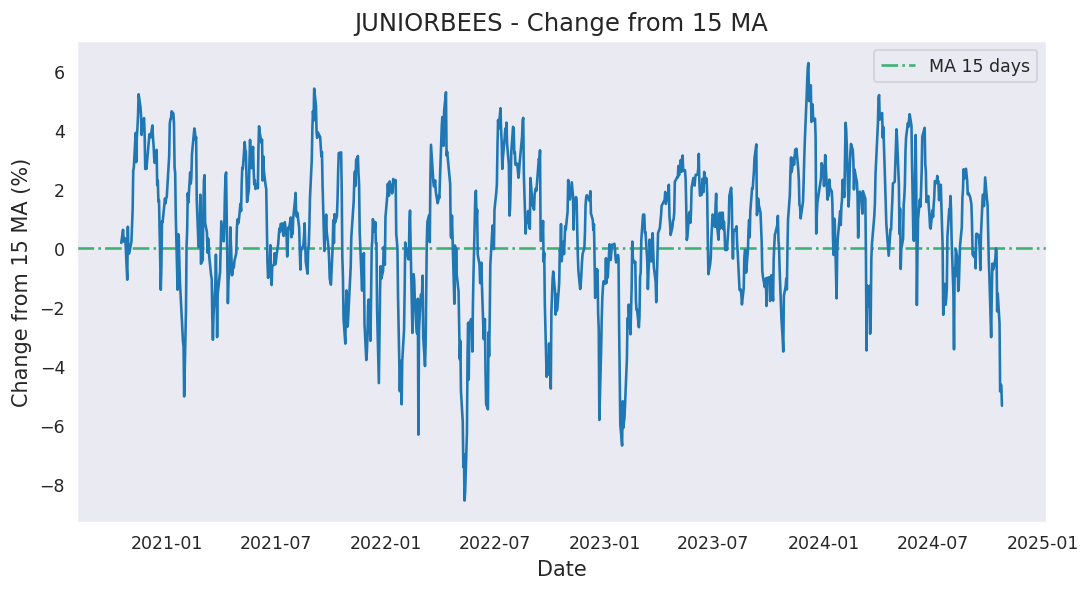 JUNIORBEES - Change from 15 MA
MA 15 days
Change from 15 MA (%)
6
4
2
0
−2
−4
−6
−8
2021-01 2021-07 2022-01 2022-07 2023-01 2023-07 2024-01 2024-07 2025-01
Date